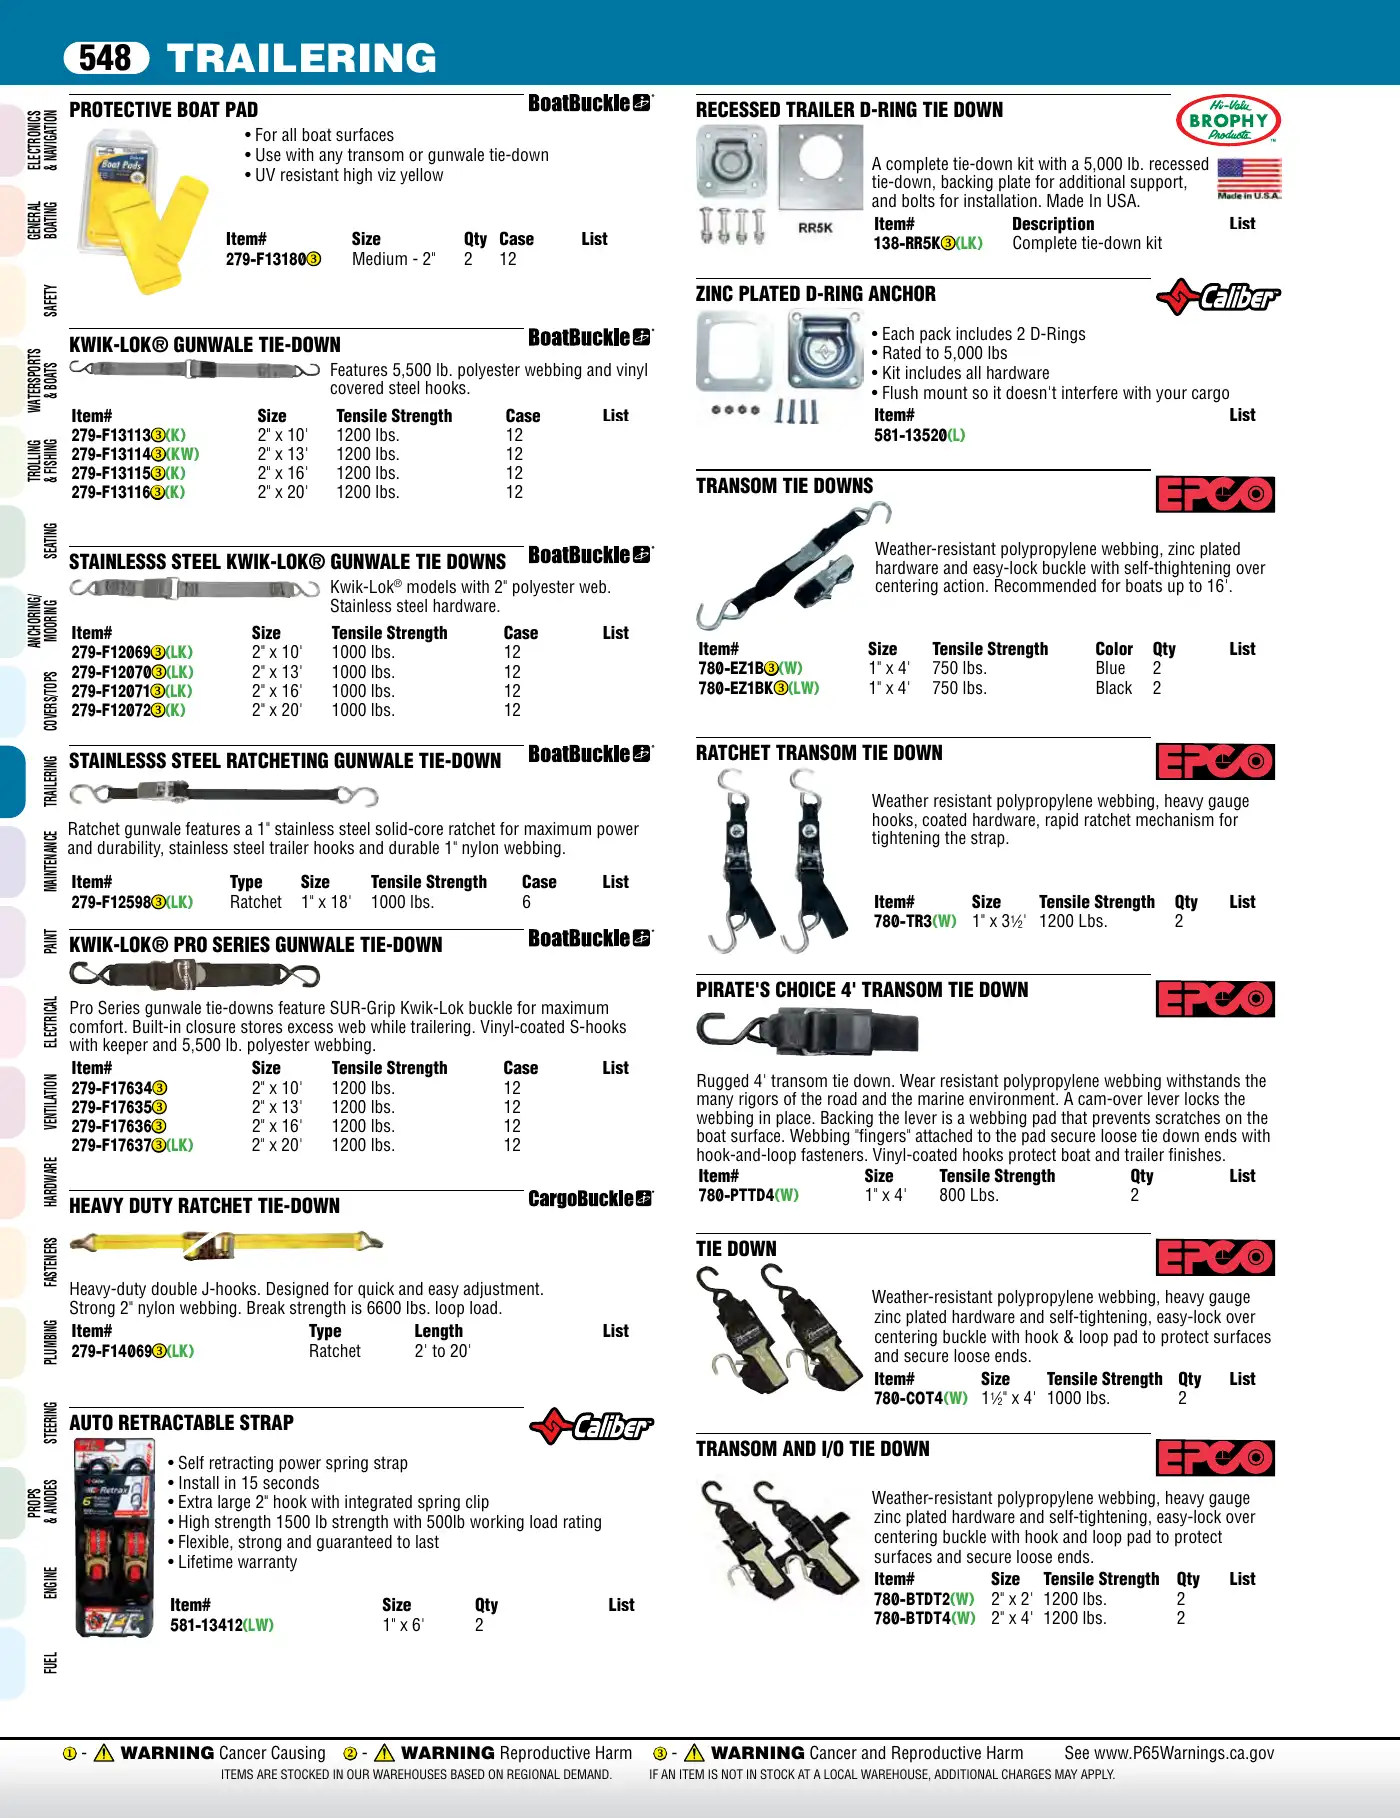 548 TRAILERING
ELECTRONICS
& NAVIGATION
GENERAL
BOATING
SAFETY
WATERSPORTS
& BOATS
TROLLING
& FISHING
SEATING
ANCHORING/
MOORING
COVERS/TOPS
TRAILERING
MAINTENANCE
PAINT
ELECTRICAL
VENTILATION
HARDWARE
FASTENERS
PLUMBING
STEERING
PROPS
& ANODES
ENGINE
FUEL
PROTECTIVE BOAT PAD
BoatBuckle
Boat Pads
• For all boat surfaces
• Use with any transom or gunwale tie-down
• UV resistant high viz yellow
Item# Size Qty Case List
279-F13180 3 Medium - 2" 2 12
KWIK-LOK® GUNWALE TIE-DOWN
BoatBuckle
Features 5,500 lb. polyester webbing and vinyl
covered steel hooks.
Item# Size Tensile Strength Case List
279-F13113 3 (K) 2" x 10' 1200 lbs. 12
279-F13114 3 (KW) 2" x 13' 1200 lbs. 12
279-F13115 3 (K) 2" x 16' 1200 lbs. 12
279-F13116 3 (K) 2" x 20' 1200 lbs. 12
STAINLESSS STEEL KWIK-LOK® GUNWALE TIE DOWNS
BoatBuckle
Kwik-Lok® models with 2" polyester web.
Stainless steel hardware.
Item# Size Tensile Strength Case List
279-F12069 3 (LK) 2" x 10' 1000 lbs. 12
279-F12070 3 (LK) 2" x 13' 1000 lbs. 12
279-F12071 3 (LK) 2" x 16' 1000 lbs. 12
279-F12072 3 (K) 2" x 20' 1000 lbs. 12
STAINLESSS STEEL RATCHETING GUNWALE TIE-DOWN
BoatBuckle
Ratchet gunwale features a 1" stainless steel solid-core ratchet for maximum power
and durability, stainless steel trailer hooks and durable 1" nylon webbing.
Item# Type Size Tensile Strength Case List
279-F12598 3 (LK) Ratchet 1" x 18' 1000 lbs. 6
KWIK-LOK® PRO SERIES GUNWALE TIE-DOWN
BoatBuckle
Pro Series gunwale tie-downs feature SUR-Grip Kwik-Lok buckle for maximum
comfort. Built-in closure stores excess web while trailering. Vinyl-coated S-hooks
with keeper and 5,500 lb. polyester webbing.
Item# Size Tensile Strength Case List
279-F17634 3 2" x 10' 1200 lbs. 12
279-F17635 3 2" x 13' 1200 lbs. 12
279-F17636 3 2" x 16' 1200 lbs. 12
279-F17637 3 (LK) 2" x 20' 1200 lbs. 12
HEAVY DUTY RATCHET TIE-DOWN
CargoBuckle
Heavy-duty double J-hooks. Designed for quick and easy adjustment.
Strong 2" nylon webbing. Break strength is 6600 lbs. loop load.
Item# Type Length List
279-F14069 3 (LK) Ratchet 2' to 20'
AUTO RETRACTABLE STRAP
Caliber
• Self retracting power spring strap
• Install in 15 seconds
• Extra large 2" hook with integrated spring clip
• High strength 1500 lb strength with 500lb working load rating
• Flexible, strong and guaranteed to last
• Lifetime warranty
Item# Size Qty List
581-13412(LW) 1" x 6' 2
RECESSED TRAILER D-RING TIE DOWN
Hi-Valu
BROPHY
Products
RR5K
A complete tie-down kit with a 5,000 lb. recessed
tie-down, backing plate for additional support,
and bolts for installation. Made In USA.
Made in U.S.A.
Item# Description List
138-RR5K 3 (LK) Complete tie-down kit
ZINC PLATED D-RING ANCHOR
Caliber
• Each pack includes 2 D-Rings
• Rated to 5,000 lbs
• Kit includes all hardware
• Flush mount so it doesn't interfere with your cargo
Item# List
581-13520(L)
TRANSOM TIE DOWNS
EPCO
Weather-resistant polypropylene webbing, zinc plated
hardware and easy-lock buckle with self-thightening over
centering action. Recommended for boats up to 16'.
Item# Size Tensile Strength Color Qty List
780-EZ1B 3 (W) 1" x 4' 750 lbs. Blue 2
780-EZ1BK 3 (LW) 1" x 4' 750 lbs. Black 2
RATCHET TRANSOM TIE DOWN
EPCO
Weather resistant polypropylene webbing, heavy gauge
hooks, coated hardware, rapid ratchet mechanism for
tightening the strap.
Item# Size Tensile Strength Qty List
780-TR3(W) 1" x 3½' 1200 Lbs. 2
PIRATE'S CHOICE 4' TRANSOM TIE DOWN
EPCO
Rugged 4' transom tie down. Wear resistant polypropylene webbing withstands the
many rigors of the road and the marine environment. A cam-over lever locks the
webbing in place. Backing the lever is a webbing pad that prevents scratches on the
boat surface. Webbing "fingers" attached to the pad secure loose tie down ends with
hook-and-loop fasteners. Vinyl-coated hooks protect boat and trailer finishes.
Item# Size Tensile Strength Qty List
780-PTTD4(W) 1" x 4' 800 Lbs. 2
TIE DOWN
EPCO
Weather-resistant polypropylene webbing, heavy gauge
zinc plated hardware and self-tightening, easy-lock over
centering buckle with hook & loop pad to protect surfaces
and secure loose ends.
Item# Size Tensile Strength Qty List
780-COT4(W) 1½" x 4' 1000 lbs. 2
TRANSOM AND I/O TIE DOWN
EPCO
Weather-resistant polypropylene webbing, heavy gauge
zinc plated hardware and self-tightening, easy-lock over
centering buckle with hook and loop pad to protect
surfaces and secure loose ends.
Item# Size Tensile Strength Qty List
780-BTDT2(W) 2" x 2' 1200 lbs. 2
780-BTDT4(W) 2" x 4' 1200 lbs. 2
1 - WARNING Cancer Causing 2 - WARNING Reproductive Harm 3 - WARNING Cancer and Reproductive Harm See www.P65Warnings.ca.gov
ITEMS ARE STOCKED IN OUR WAREHOUSES BASED ON REGIONAL DEMAND. IF AN ITEM IS NOT IN STOCK AT A LOCAL WAREHOUSE, ADDITIONAL CHARGES MAY APPLY.